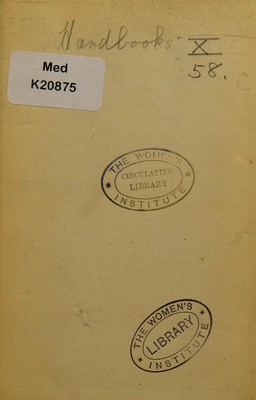 Handbooks X
58.
Med
K20875
THE WOMEN'S
CIRCULATING
LIBRARY
INSTITUTE
THE WOMEN'S
LIBRARY
INSTITUTE